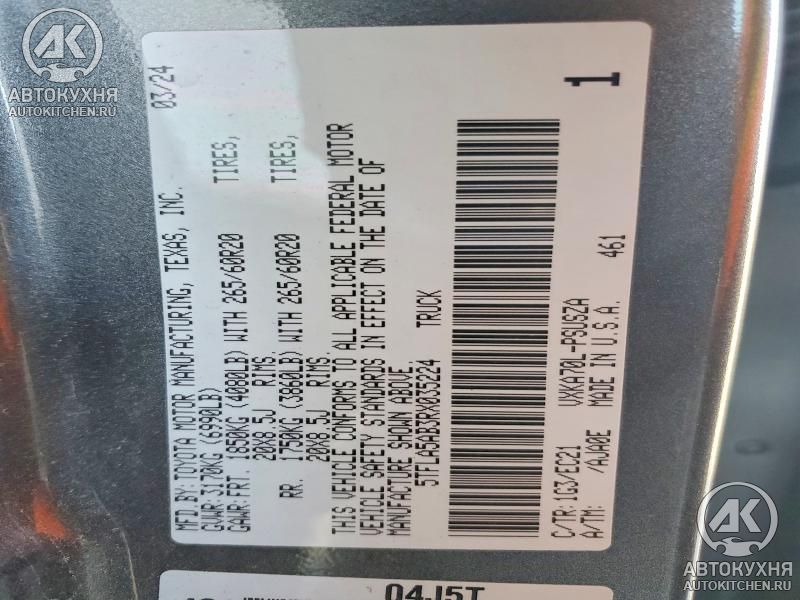 АК
АВТОКУХНЯ
AUTOKITCHEN.RU
MFD. BY: TOYOTA MOTOR MANUFACTURING, TEXAS, INC. 03/24
GVWR: 3170KG (6990LB)
GAWR: FRT. 1850KG (4080LB) WITH 265/60R20 TIRES,
20X8.5J RIMS.
RR. 1750KG (3860LB) WITH 265/60R20 TIRES,
20X8.5J RIMS.
THIS VEHICLE CONFORMS TO ALL APPLICABLE FEDERAL MOTOR
VEHICLE SAFETY STANDARDS IN EFFECT ON THE DATE OF
MANUFACTURE SHOWN ABOVE.
5TFLA5AB3RX035224 TRUCK
C/TR: 1G3/EC21 VXKA70L-PSUSZA
A/TM: /AJA0E MADE IN U.S.A. 461
1
04J5T
АК
АВТОКУХНЯ
AUTOKITCHEN.RU